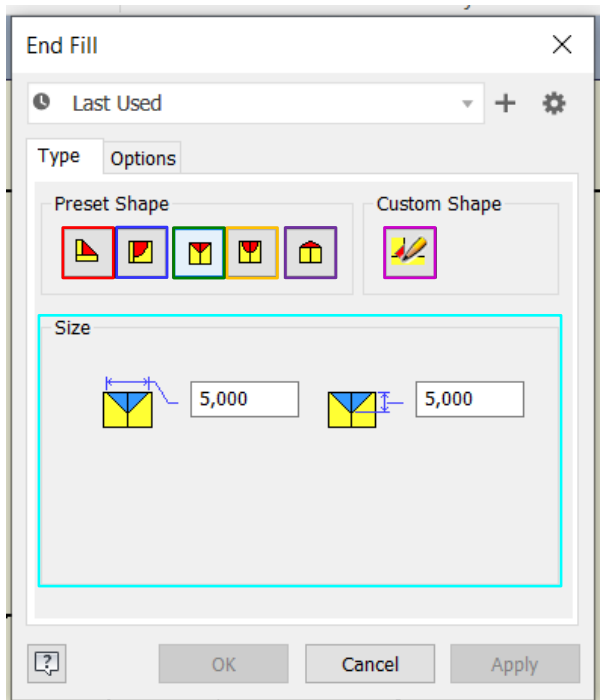 End Fill
Last Used
Type Options
Preset Shape Custom Shape
Size
5,000 5,000
OK Cancel Apply